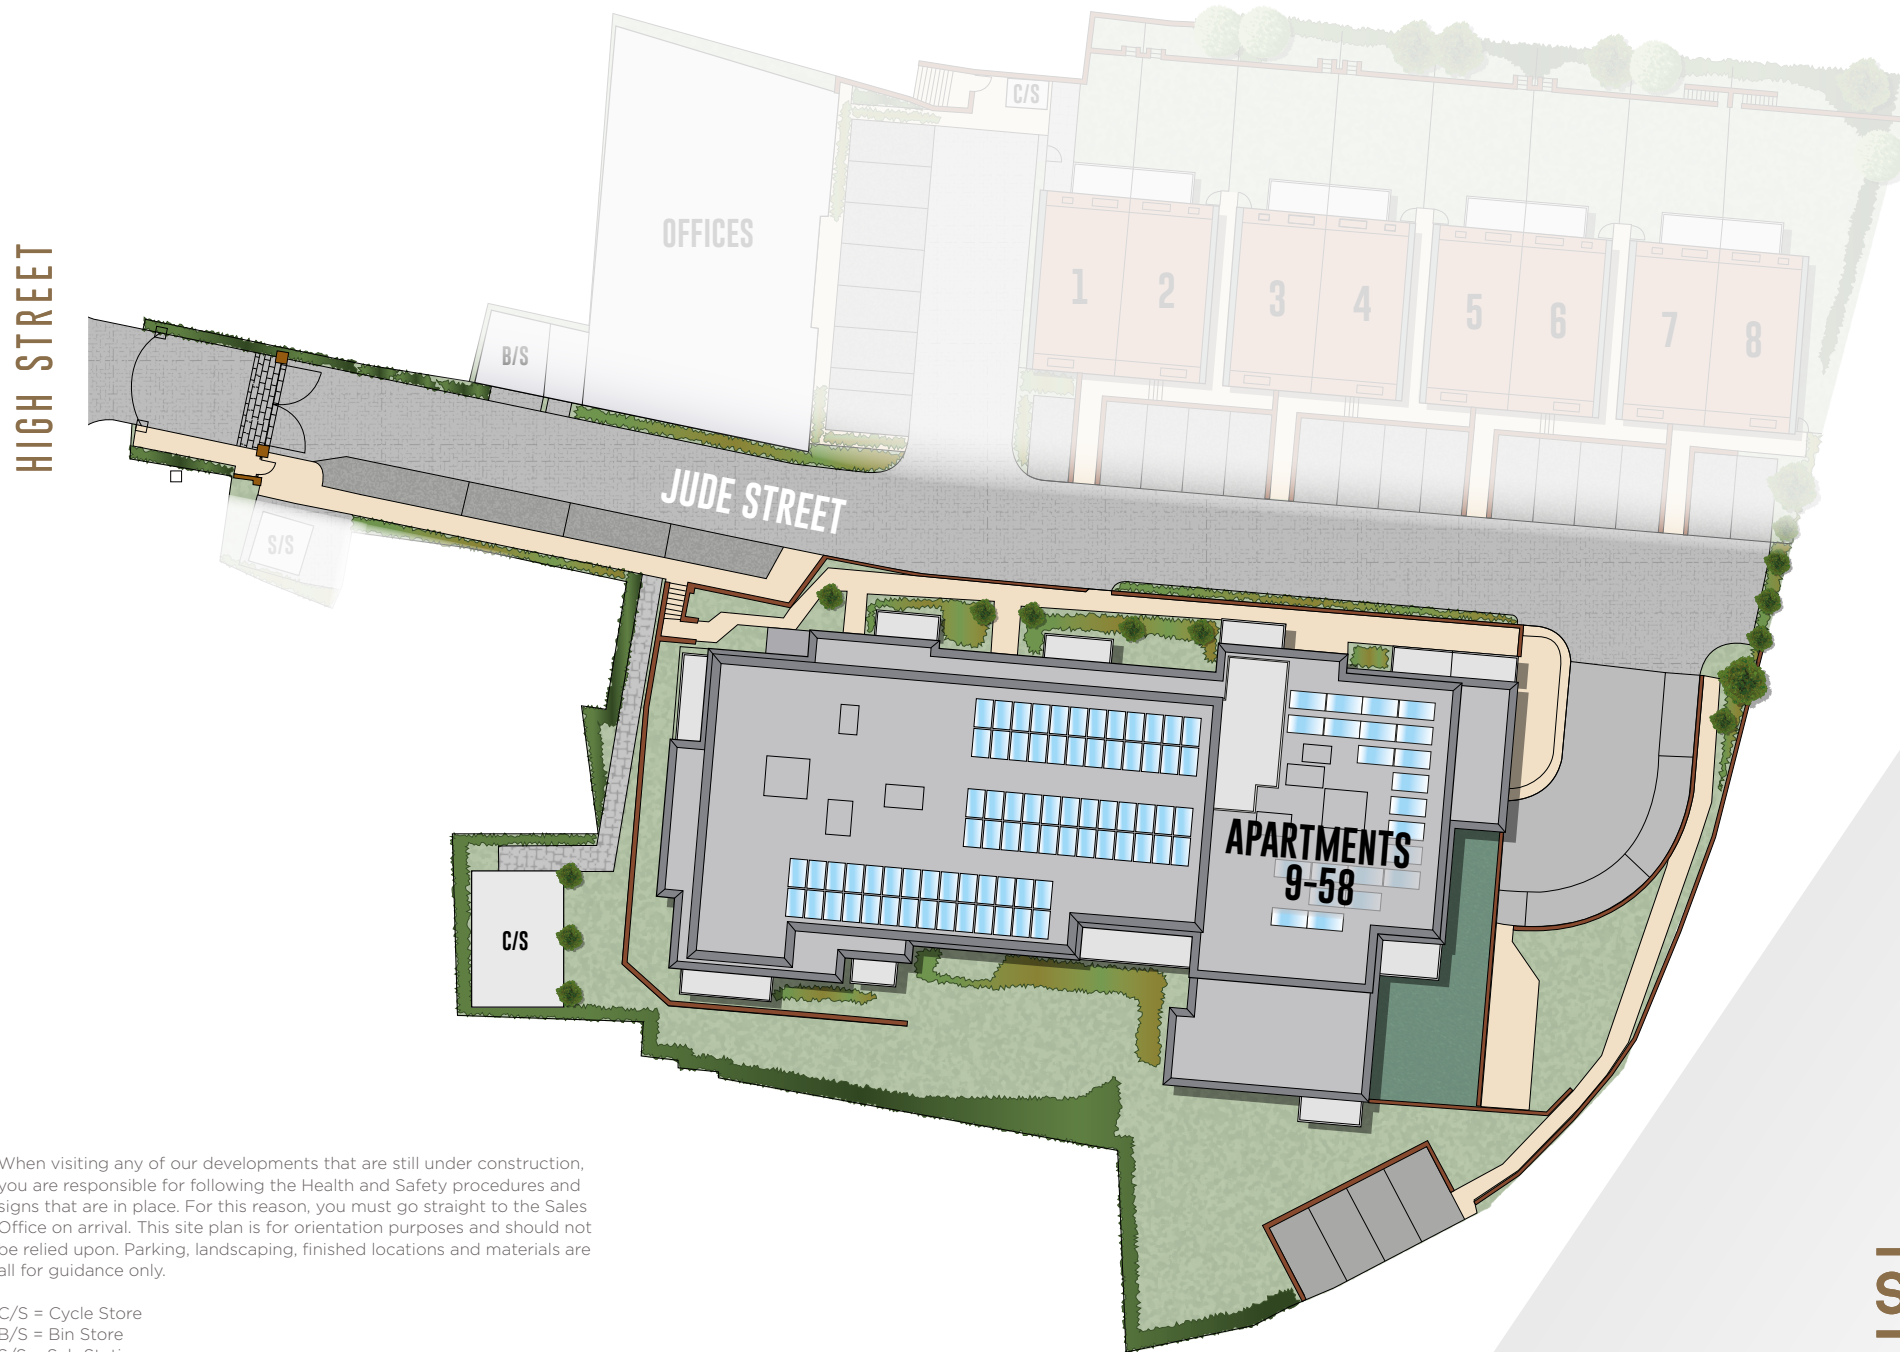 C/S
OFFICES
HIGH STREET
1
2
3
4
5
6
7
8
B/S
JUDE STREET
S/S
APARTMENTS
9-58
C/S
When visiting any of our developments that are still under construction,
you are responsible for following the Health and Safety procedures and
signs that are in place. For this reason, you must go straight to the Sales
Office on arrival. This site plan is for orientation purposes and should not
be relied upon. Parking, landscaping, finished locations and materials are
all for guidance only.
C/S = Cycle Store
B/S = Bin Store